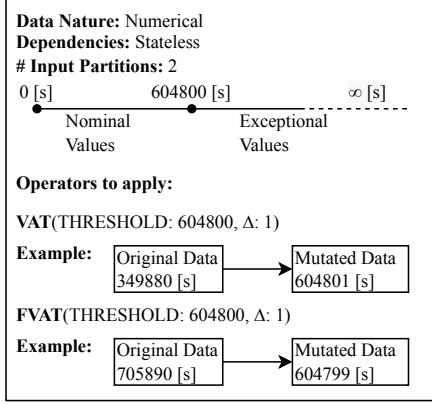 Data Nature: Numerical
Dependencies: Stateless
# Input Partitions: 2
0 [s] 604800 [s] ∞ [s]
Nominal Exceptional
Values Values
Operators to apply:
VAT(THRESHOLD: 604800, Δ: 1)
Example: Original Data Mutated Data
349880 [s] 604801 [s]
FVAT(THRESHOLD: 604800, Δ: 1)
Example: Original Data Mutated Data
705890 [s] 604799 [s]